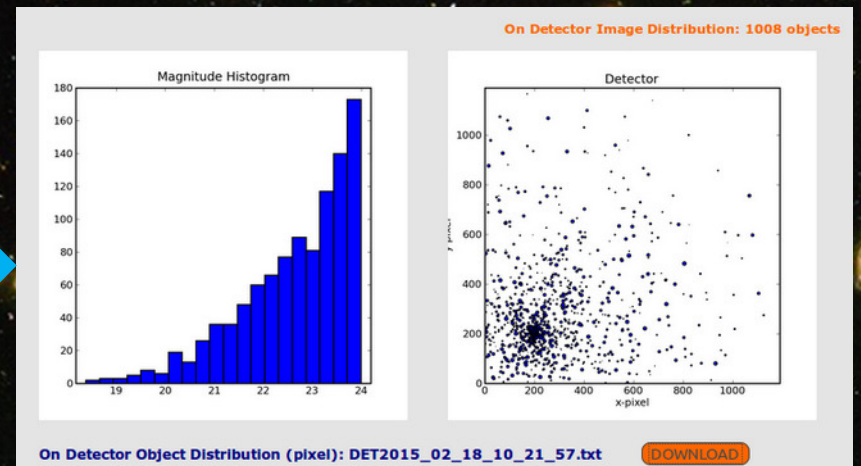 On Detector Image Distribution: 1008 objects
Magnitude Histogram
180
160
140
120
100
80
60
40
20
0
19 20 21 22 23 24
Detector
1000
800
600
400
200
0
0 200 400 600 800 1000
x-pixel
y pixel
On Detector Object Distribution (pixel): DET2015_02_18_10_21_57.txt
DOWNLOAD